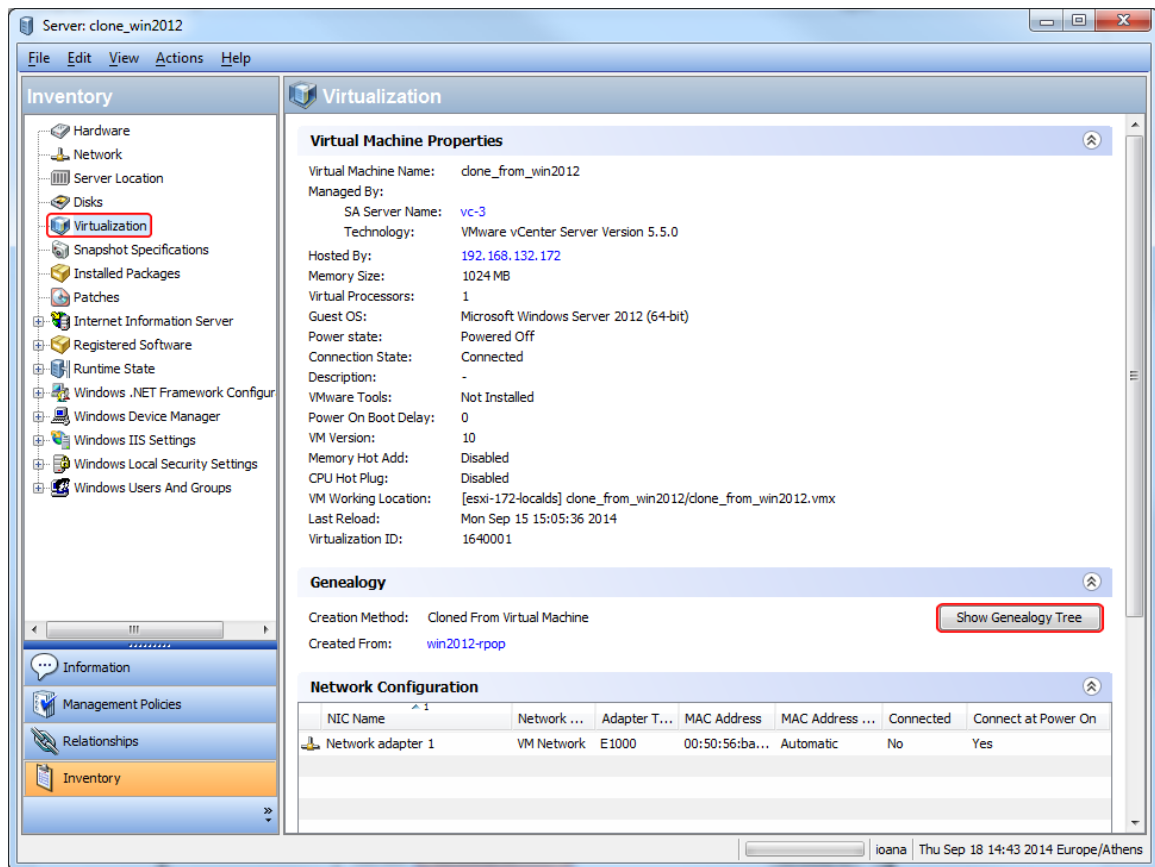 Server: clone_win2012
File Edit View Actions Help
Inventory
Hardware
Network
Server Location
Disks
Virtualization
Snapshot Specifications
Installed Packages
Patches
Internet Information Server
Registered Software
Runtime State
Windows .NET Framework Configur
Windows Device Manager
Windows IIS Settings
Windows Local Security Settings
Windows Users And Groups
Information
Management Policies
Relationships
Inventory
Virtualization
Virtual Machine Properties
Virtual Machine Name: clone_from_win2012
Managed By:
SA Server Name: vc-3
Technology: VMware vCenter Server Version 5.5.0
Hosted By: 192.168.132.172
Memory Size: 1024 MB
Virtual Processors: 1
Guest OS: Microsoft Windows Server 2012 (64-bit)
Power state: Powered Off
Connection State: Connected
Description: -
VMware Tools: Not Installed
Power On Boot Delay: 0
VM Version: 10
Memory Hot Add: Disabled
CPU Hot Plug: Disabled
VM Working Location: [esxi-172-localds] clone_from_win2012/clone_from_win2012.vmx
Last Reload: Mon Sep 15 15:05:36 2014
Virtualization ID: 1640001
Genealogy
Creation Method: Cloned From Virtual Machine Show Genealogy Tree
Created From: win2012-rpop
Network Configuration
NIC Name 1 Network ... Adapter T... MAC Address MAC Address ... Connected Connect at Power On
Network adapter 1 VM Network E1000 00:50:56:ba... Automatic No Yes
ioana Thu Sep 18 14:43 2014 Europe/Athens